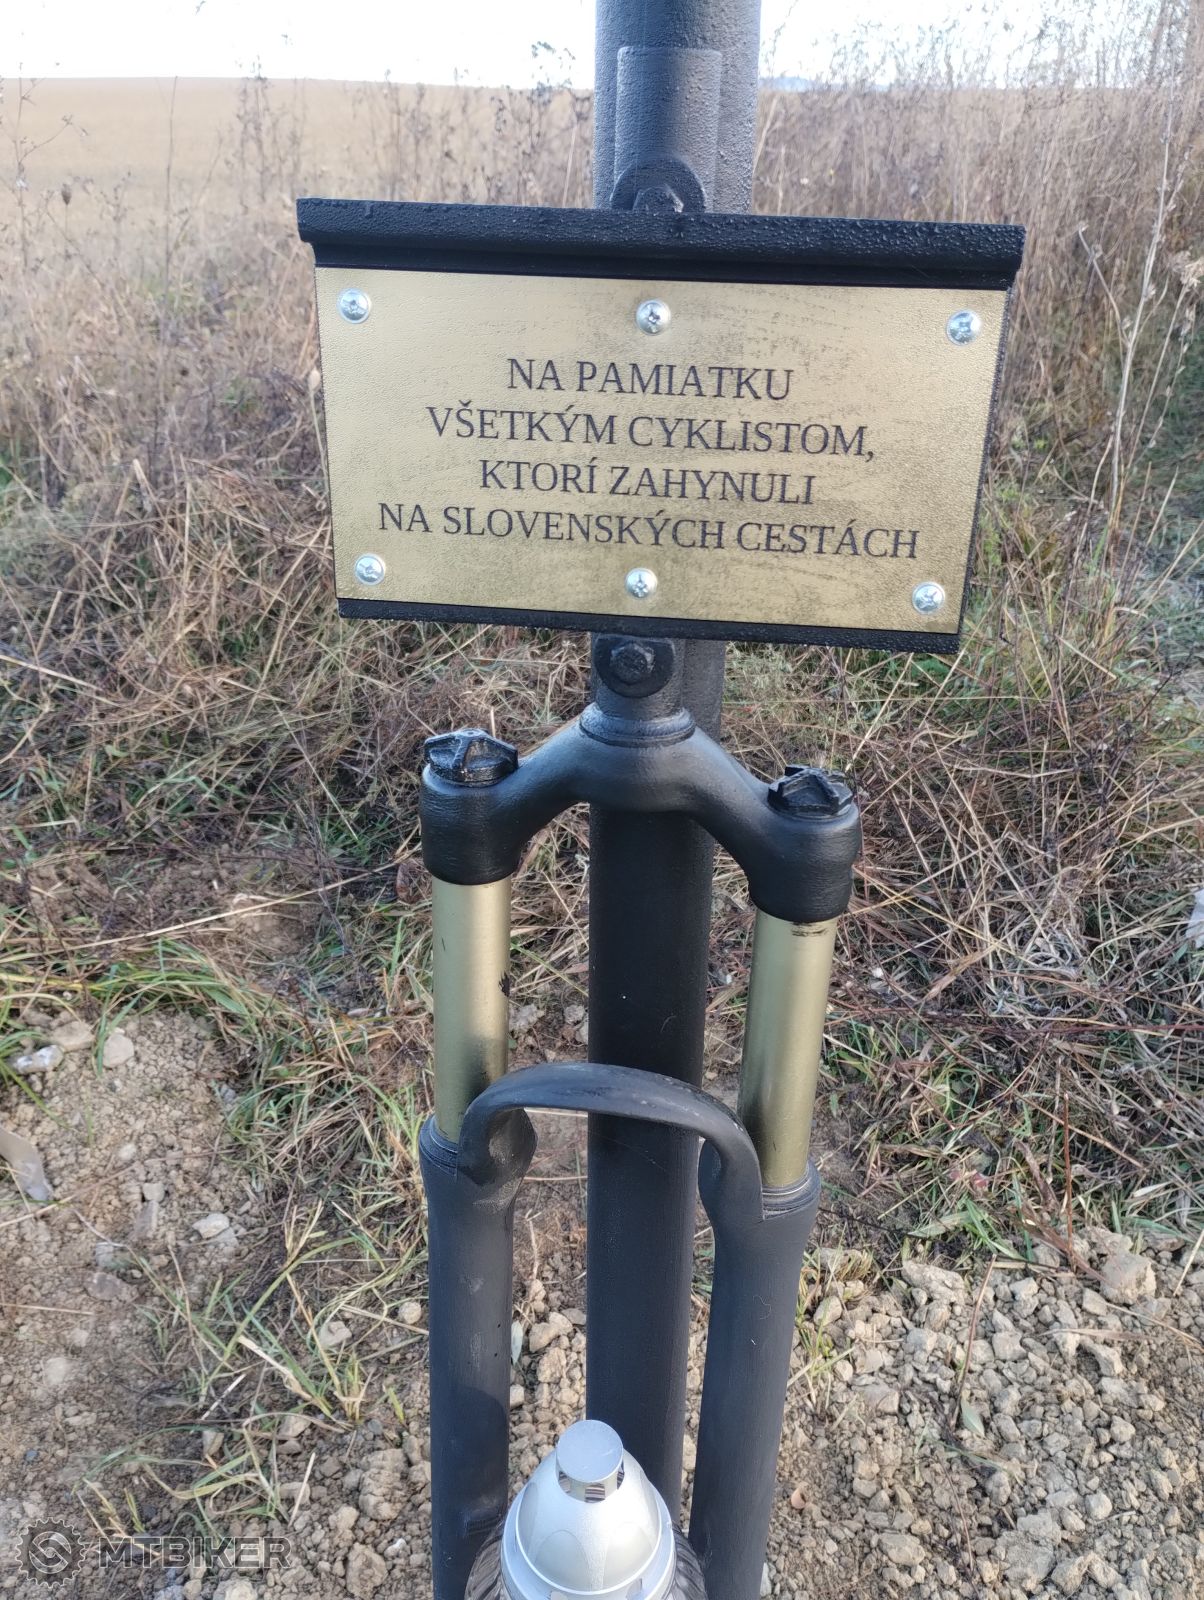 NA PAMIATKU
VŠETKÝM CYKLISTOM,
KTORÍ ZAHYNULI
NA SLOVENSKÝCH CESTÁCH
MTBIKER